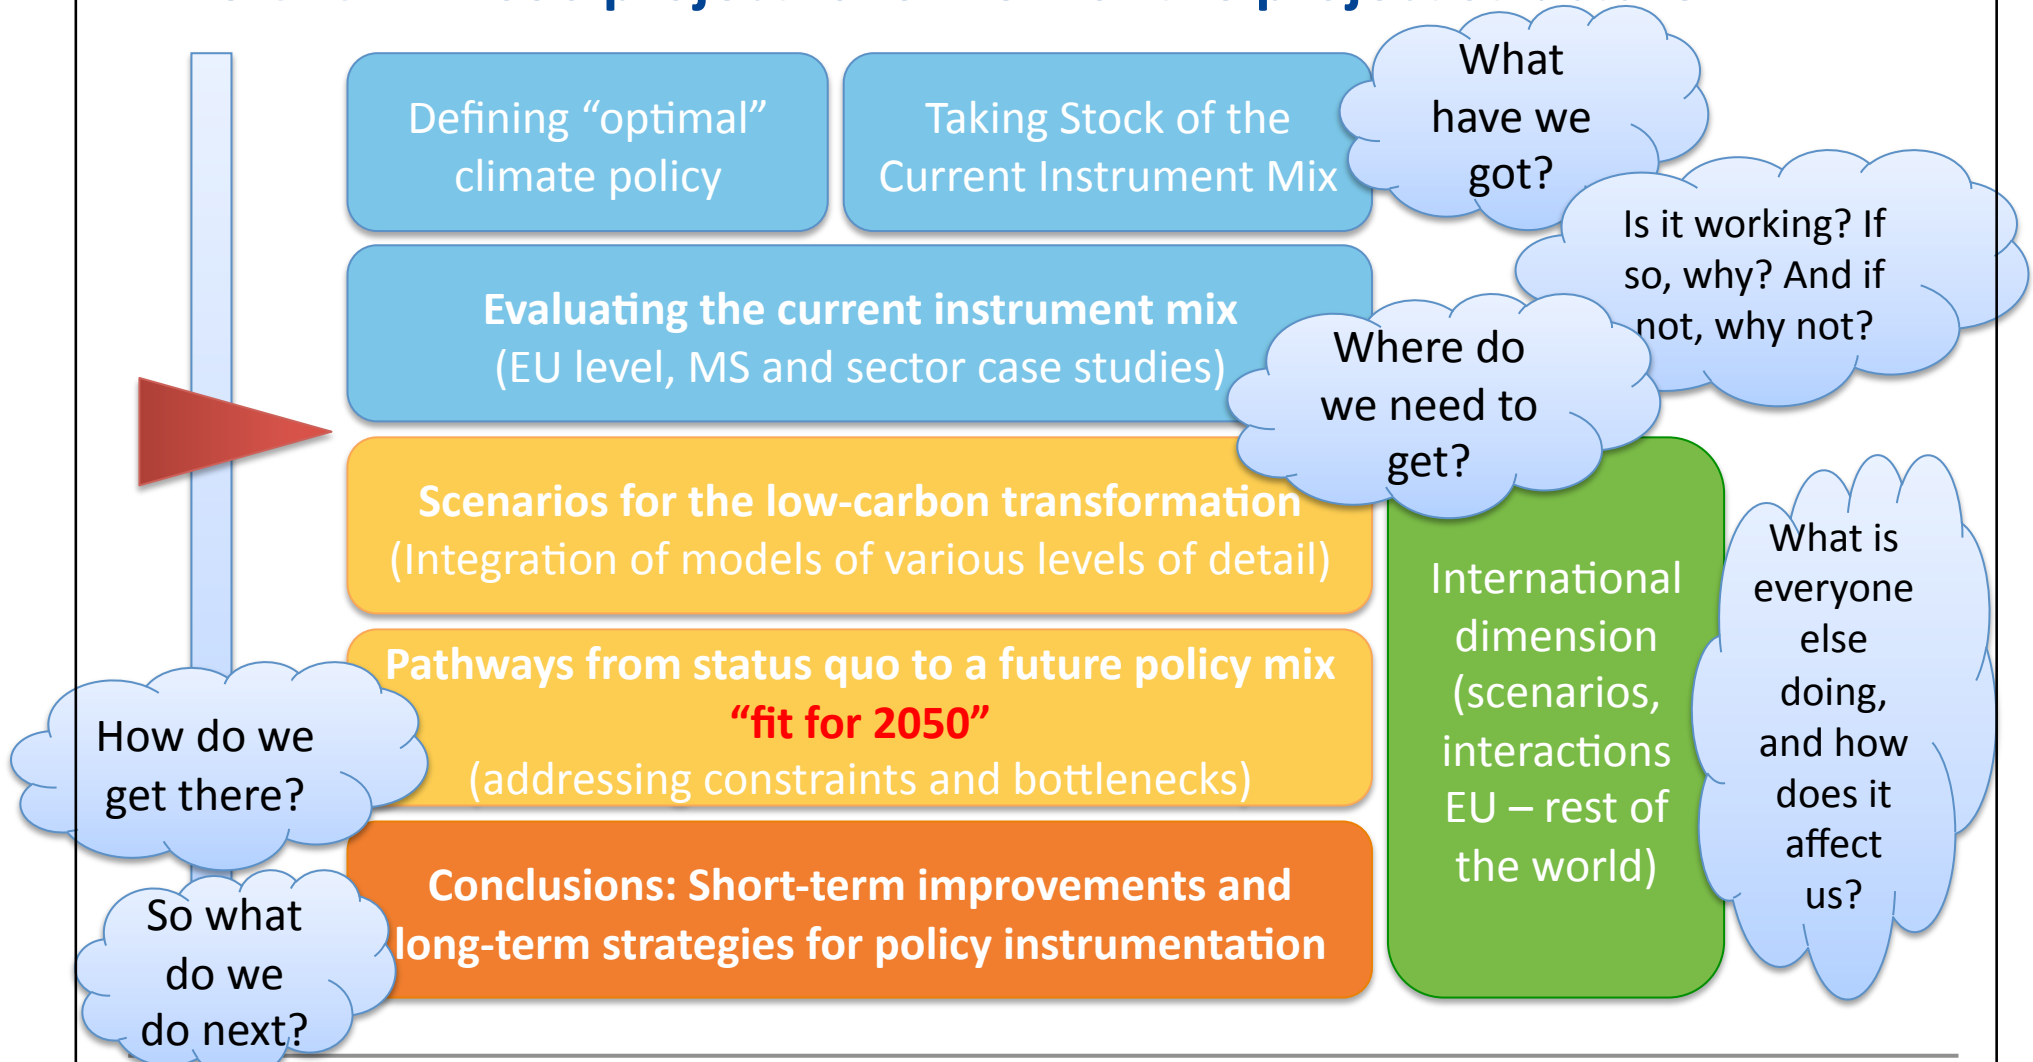 Defining “optimal”
climate policy
Taking Stock of the
Current Instrument Mix
What
have we
got?
Is it working? If
so, why? And if
not, why not?
Evaluating the current instrument mix
(EU level, MS and sector case studies)
Where do
we need to
get?
Scenarios for the low-carbon transformation
(Integration of models of various levels of detail)
International
dimension
(scenarios,
interactions
EU – rest of
the world)
What is
everyone
else
doing,
and how
does it
affect
us?
Pathways from status quo to a future policy mix
“fit for 2050”
(addressing constraints and bottlenecks)
How do we
get there?
Conclusions: Short-term improvements and
long-term strategies for policy instrumentation
So what
do we
do next?